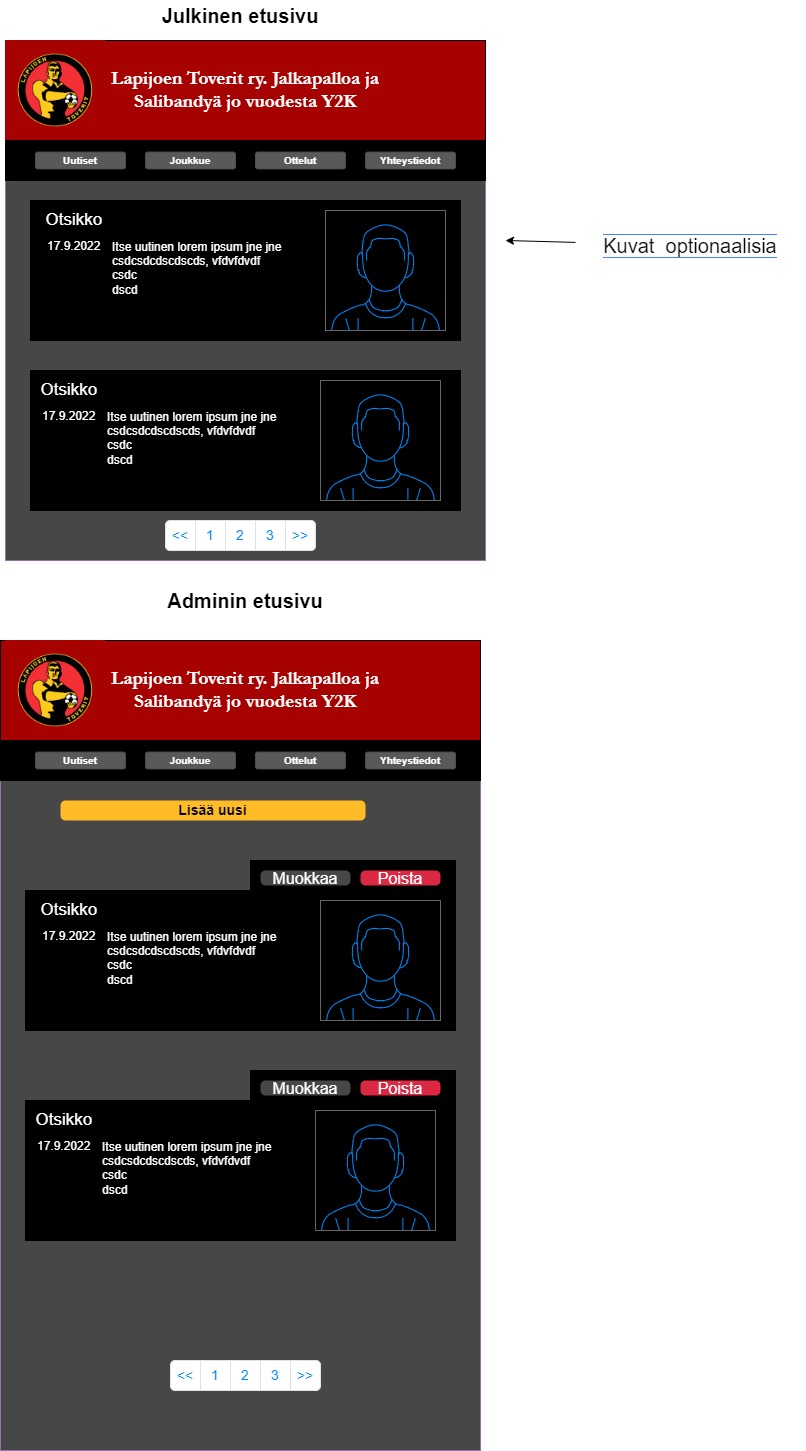 Julkinen etusivu
LAPIJOEN
TOVERIT
Lapijoen Toverit ry. Jalkapalloa ja
Salibandyä jo vuodesta Y2K
Uutiset Joukkue Ottelut Yhteystiedot
Otsikko
17.9.2022 Itse uutinen lorem ipsum jne jne
csdcsdcdscdscds, vfdvfdvdf
csdc
dscd
Kuvat optionaalisia
Otsikko
17.9.2022 Itse uutinen lorem ipsum jne jne
csdcsdcdscdscds, vfdvfdvdf
csdc
dscd
<< 1 2 3 >>
Adminin etusivu
LAPIJOEN
TOVERIT
Lapijoen Toverit ry. Jalkapalloa ja
Salibandyä jo vuodesta Y2K
Uutiset Joukkue Ottelut Yhteystiedot
Lisää uusi
Muokkaa Poista
Otsikko
17.9.2022 Itse uutinen lorem ipsum jne jne
csdcsdcdscdscds, vfdvfdvdf
csdc
dscd
Muokkaa Poista
Otsikko
17.9.2022 Itse uutinen lorem ipsum jne jne
csdcsdcdscdscds, vfdvfdvdf
csdc
dscd
<< 1 2 3 >>